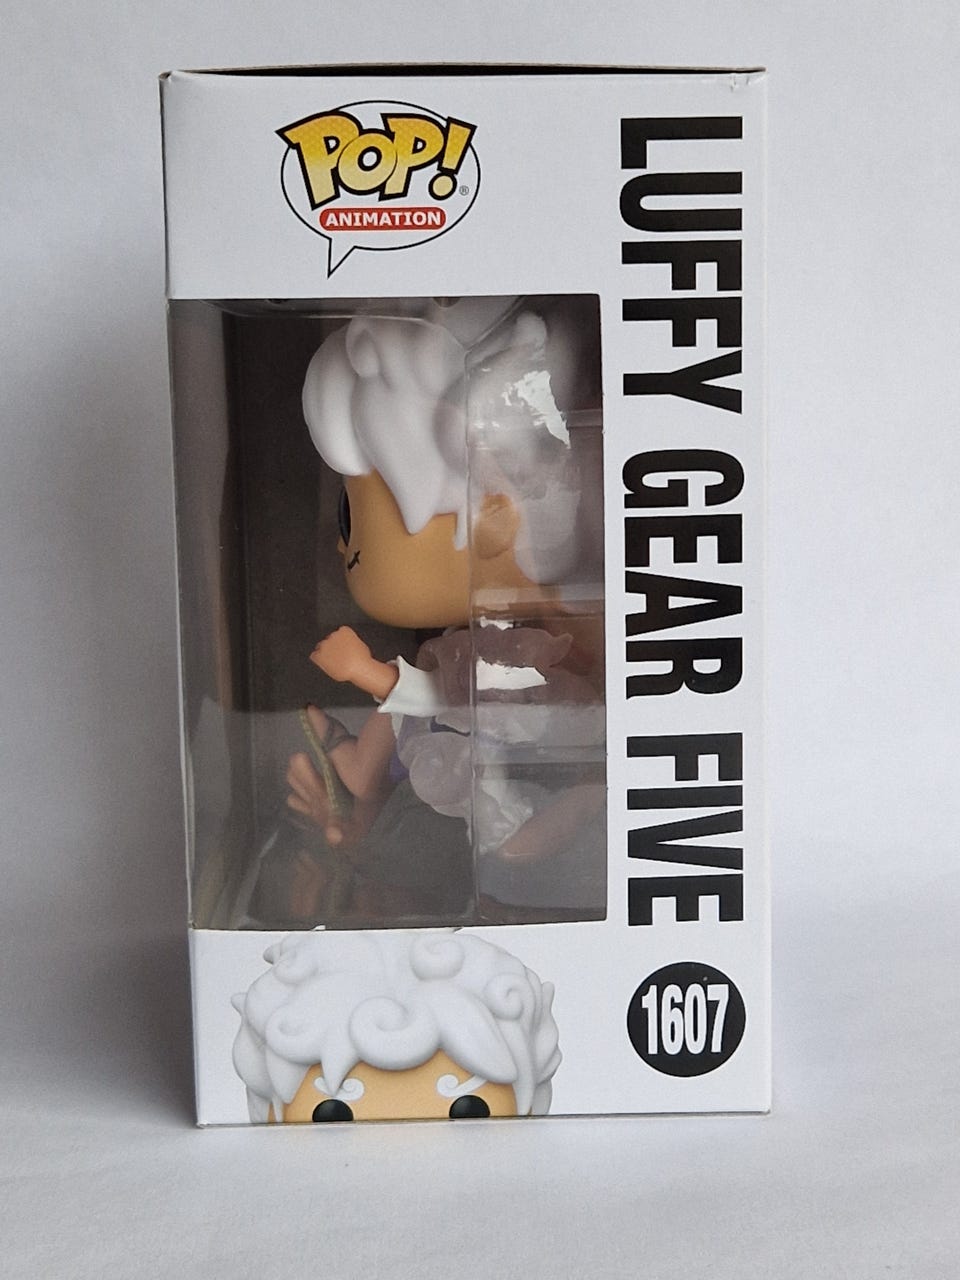 POP!
®
ANIMATION
LUFFY GEAR FIVE
1607